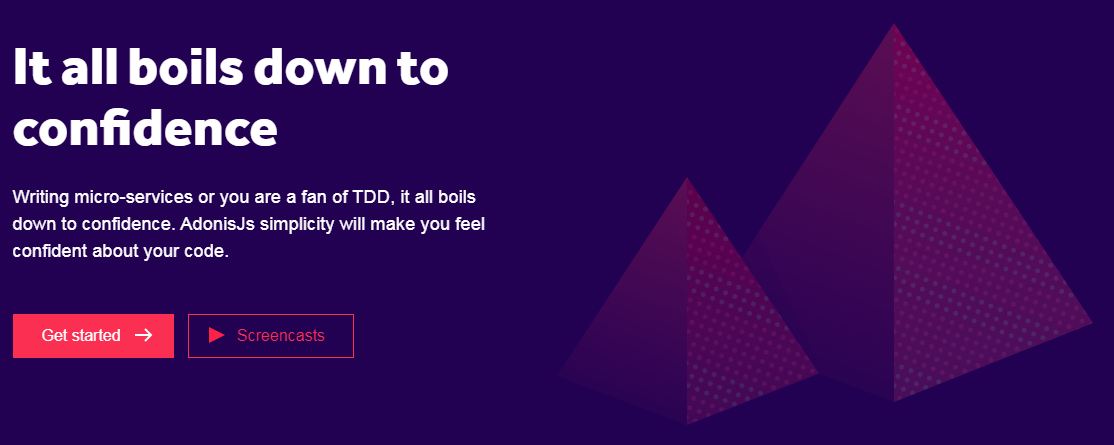 It all boils down to
confidence
Writing micro-services or you are a fan of TDD, it all boils
down to confidence. AdonisJs simplicity will make you feel
confident about your code.
Get started
Screencasts